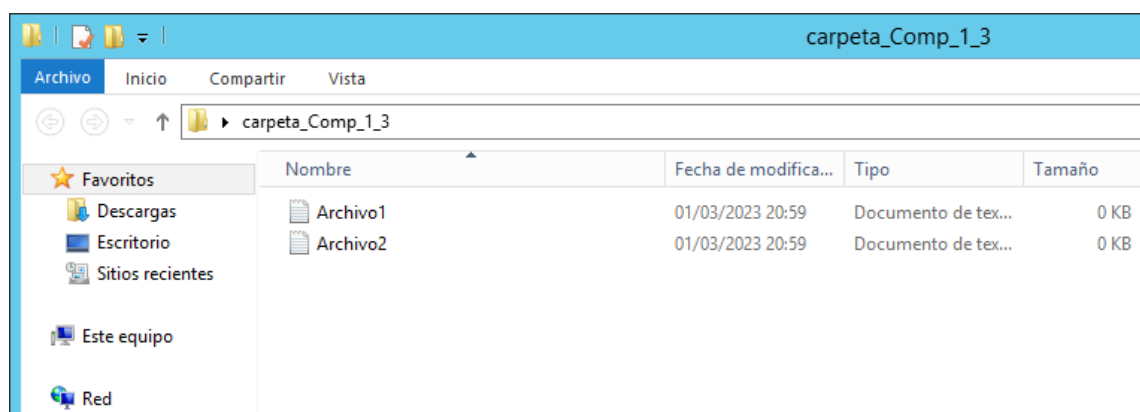 carpeta_Comp_1_3
Archivo Inicio Compartir Vista
carpeta_Comp_1_3
Favoritos
Descargas
Escritorio
Sitios recientes
Este equipo
Red
Nombre Fecha de modifica... Tipo Tamaño
Archivo1 01/03/2023 20:59 Documento de tex... 0 KB
Archivo2 01/03/2023 20:59 Documento de tex... 0 KB